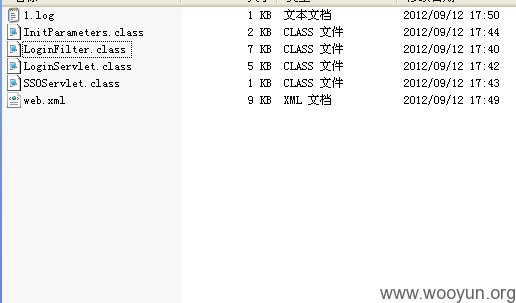 1.log 1 KB 文本文档 2012/09/12 17:50
InitParameters.class 2 KB CLASS 文件 2012/09/12 17:44
LoginFilter.class 7 KB CLASS 文件 2012/09/12 17:40
LoginServlet.class 5 KB CLASS 文件 2012/09/12 17:42
SSOServlet.class 1 KB CLASS 文件 2012/09/12 17:43
web.xml 9 KB XML 文档 2012/09/12 17:49
www.wooyun.org